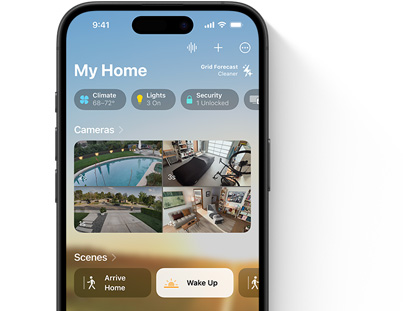 9:41
My Home
Grid Forecast
Cleaner
Climate
68–72°
Lights
3 On
Security
1 Unlocked
Cameras
Scenes
Arrive
Home
Wake Up